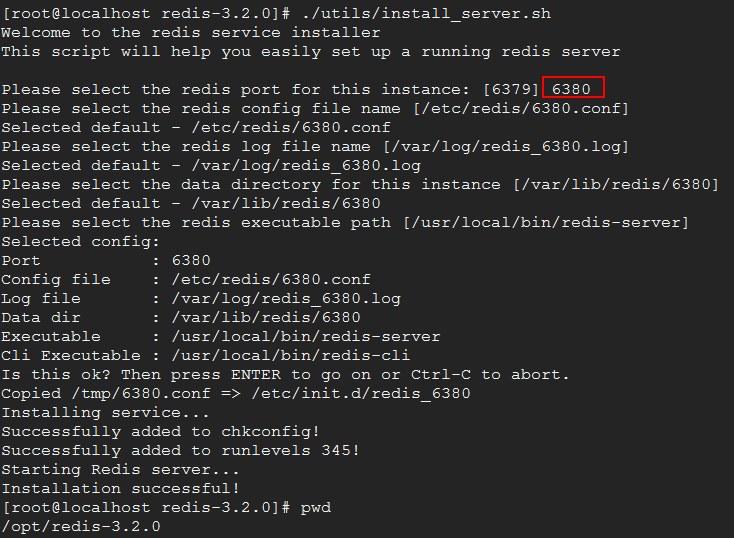 [root@localhost redis-3.2.0]# ./utils/install_server.sh
Welcome to the redis service installer
This script will help you easily set up a running redis server
Please select the redis port for this instance: [6379] 6380
Please select the redis config file name [/etc/redis/6380.conf]
Selected default - /etc/redis/6380.conf
Please select the redis log file name [/var/log/redis_6380.log]
Selected default - /var/log/redis_6380.log
Please select the data directory for this instance [/var/lib/redis/6380]
Selected default - /var/lib/redis/6380
Please select the redis executable path [/usr/local/bin/redis-server]
Selected config:
Port           : 6380
Config file    : /etc/redis/6380.conf
Log file       : /var/log/redis_6380.log
Data dir       : /var/lib/redis/6380
Executable     : /usr/local/bin/redis-server
Cli Executable : /usr/local/bin/redis-cli
Is this ok? Then press ENTER to go on or Ctrl-C to abort.
Copied /tmp/6380.conf => /etc/init.d/redis_6380
Installing service...
Successfully added to chkconfig!
Successfully added to runlevels 345!
Starting Redis server...
Installation successful!
[root@localhost redis-3.2.0]# pwd
/opt/redis-3.2.0